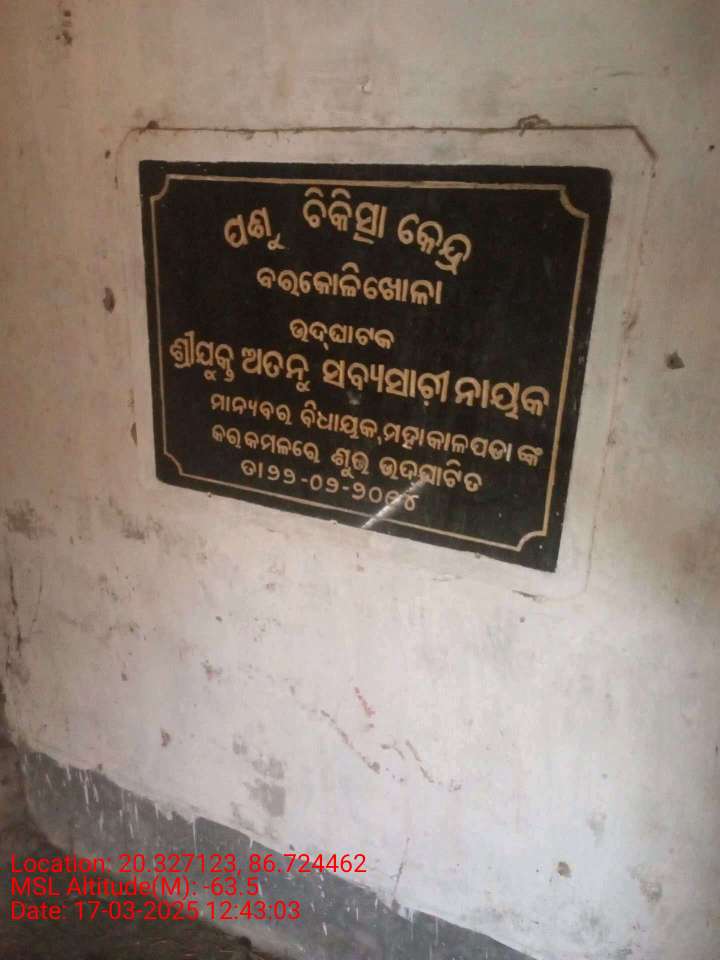 ପଶୁ ଚିକିତ୍ସା କେନ୍ଦ୍ର
ବରକୋଳିଖୋଳା
ଉଦ୍‌ଘାଟକ
ଶ୍ରୀଯୁକ୍ତ ଅତନୁ ସବ୍ୟସାଚୀ ନାୟକ
ମାନ୍ୟବର ବିଧାୟକ, ମହାକାଳପଡା ଙ୍କ
କରକମଳରେ ଶୁଭ ଉଦ୍‌ଘାଟିତ
Location: 20.327123, 86.724462
MSL Altitude(M): -63.5
Date: 17-03-2025 12:43:03